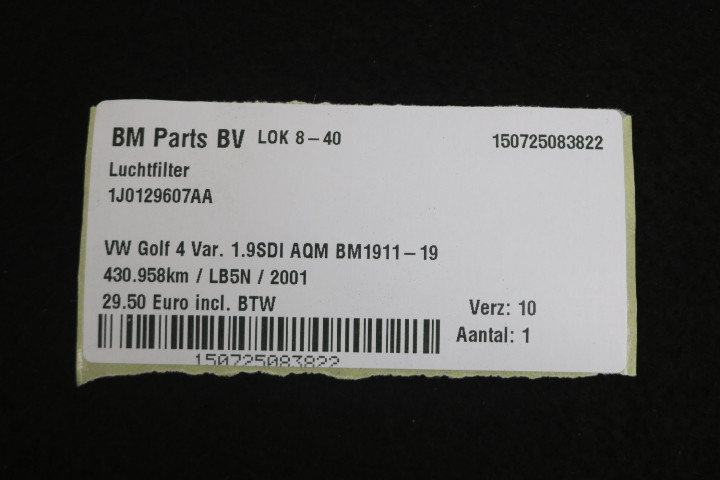 BM Parts BV LOK 8-40 150725083822
Luchtfilter
1J0129607AA
VW Golf 4 Var. 1.9SDI AQM BM1911-19
430.958km / LB5N / 2001
29.50 Euro incl. BTW Verz: 10
Aantal: 1
150725083822